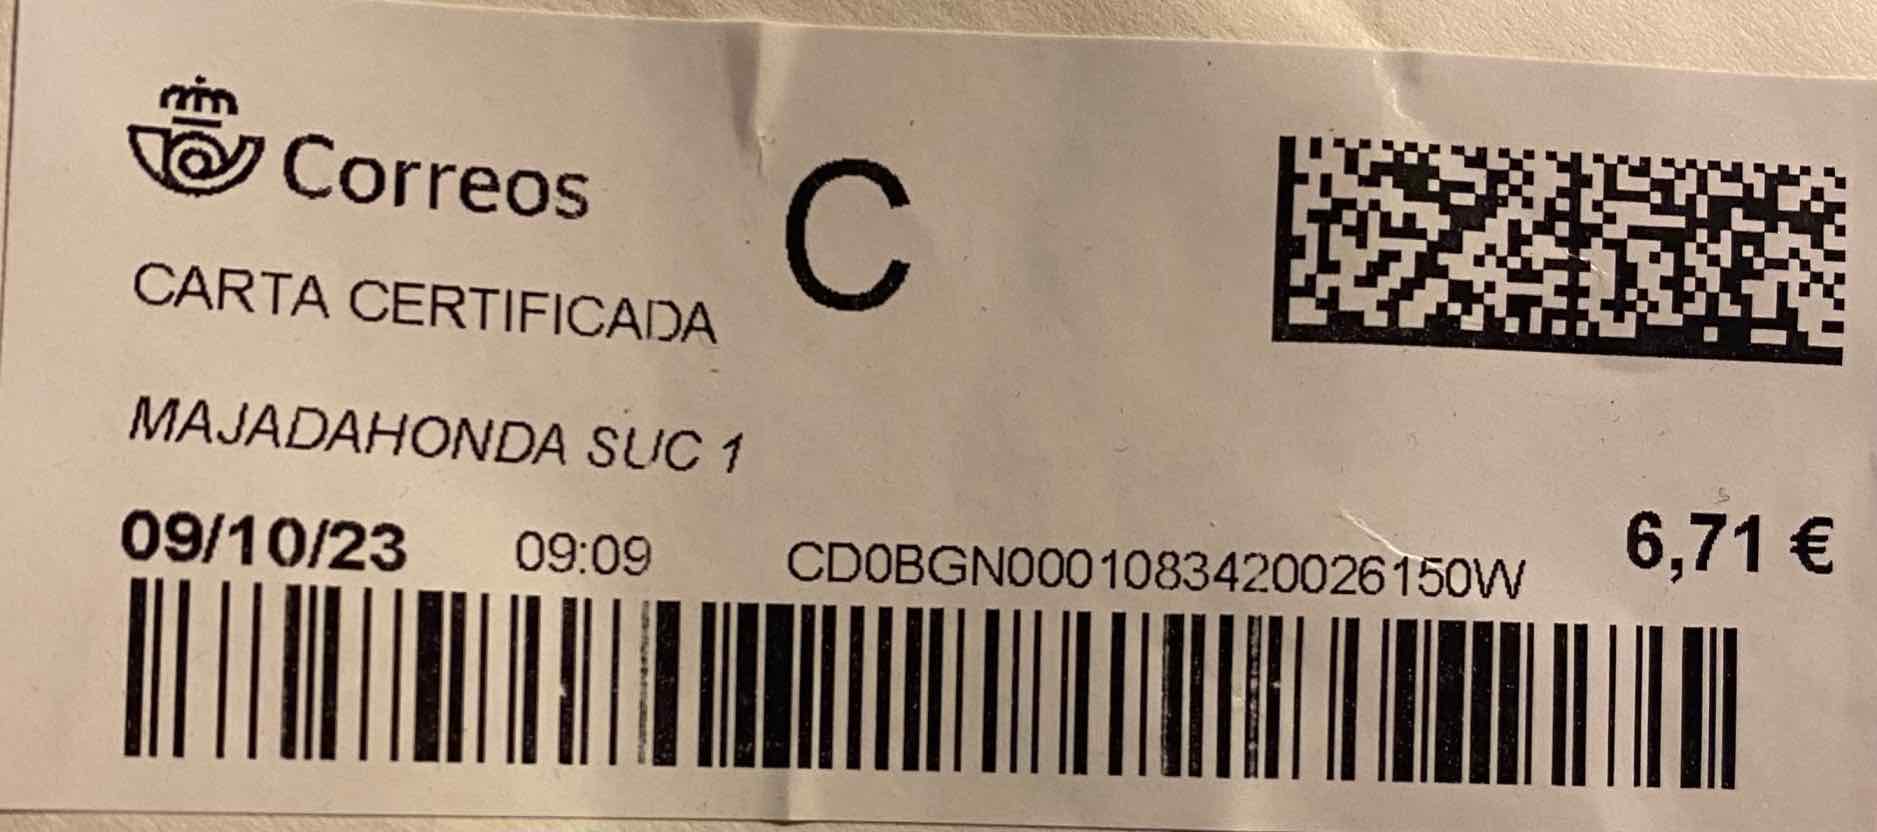 Correos
C
CARTA CERTIFICADA
MAJADAHONDA SUC 1
09/10/23 09:09 CD0BGN0001083420026150W 6,71 €